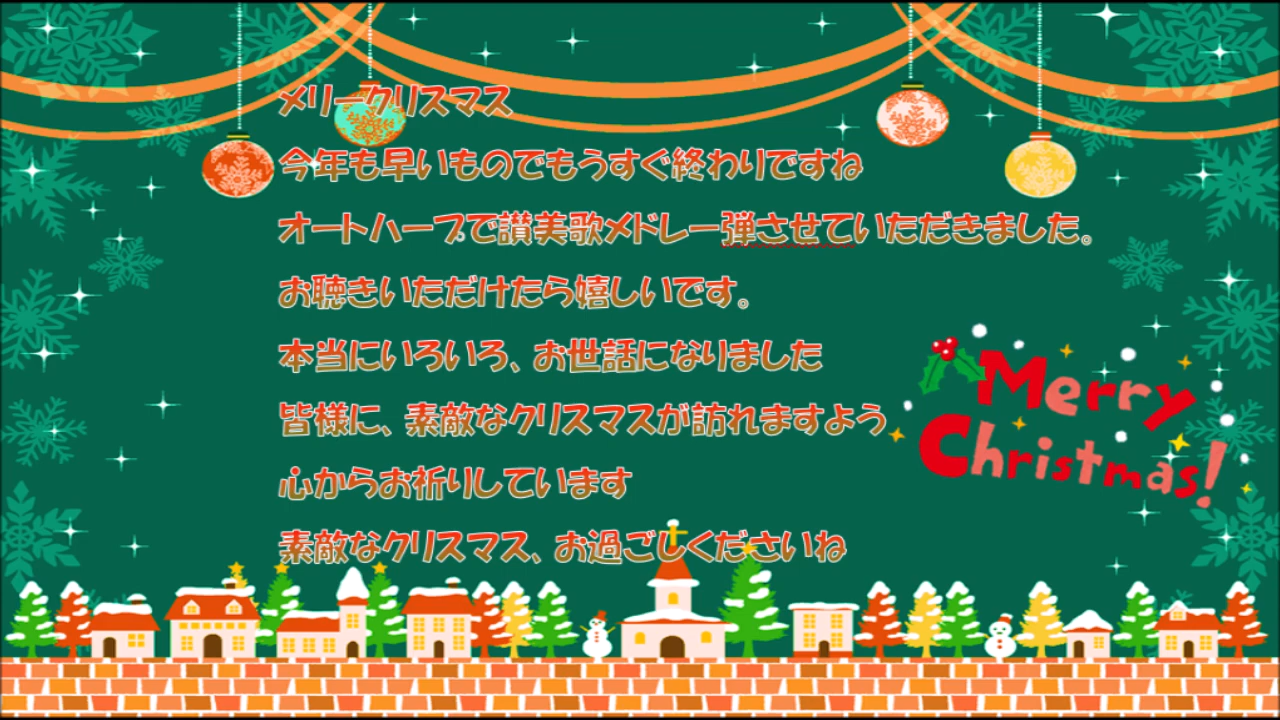 メリークリスマス
今年も早いものでもうすぐ終わりですね
オートハープで讃美歌メドレー弾させていただきました。
お聴きいただけたら嬉しいです。
本当にいろいろ、お世話になりました
皆様に、素敵なクリスマスが訪れますよう
心からお祈りしています
素敵なクリスマス、お過ごしくださいね
Merry
Christmas!